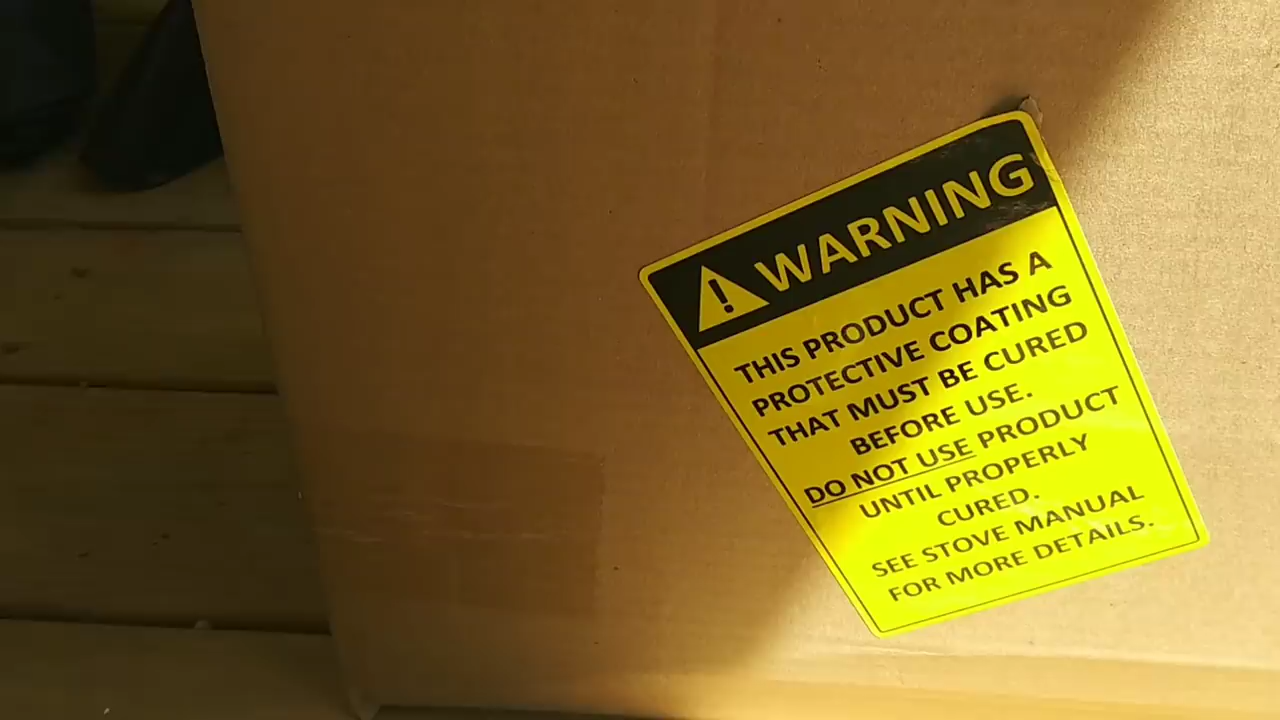 WARNING
THIS PRODUCT HAS A
PROTECTIVE COATING
THAT MUST BE CURED
BEFORE USE.
DO NOT USE PRODUCT
UNTIL PROPERLY
CURED.
SEE STOVE MANUAL
FOR MORE DETAILS.